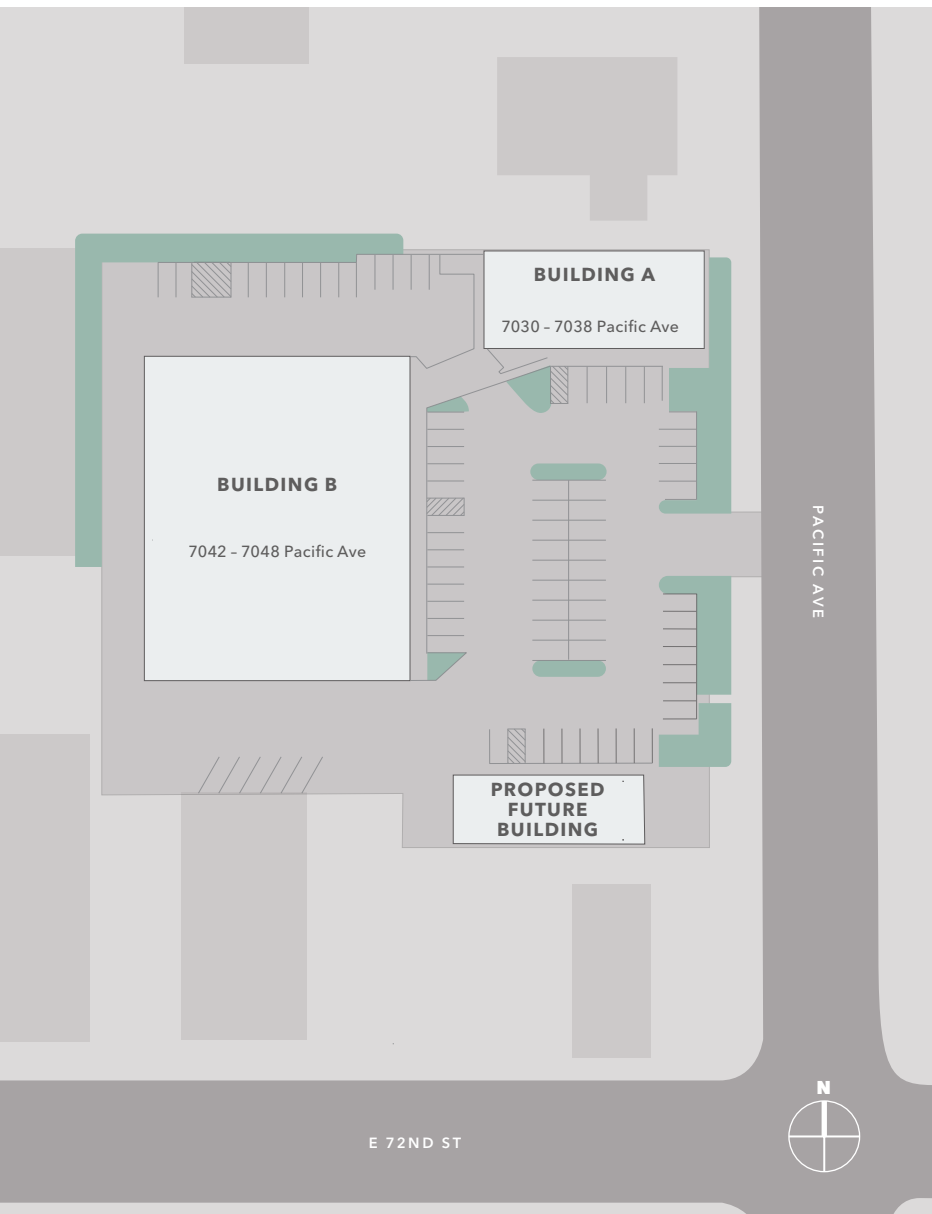 BUILDING A
7030 – 7038 Pacific Ave
BUILDING B
7042 – 7048 Pacific Ave
PACIFIC AVE
PROPOSED
FUTURE
BUILDING
N
E 72ND ST